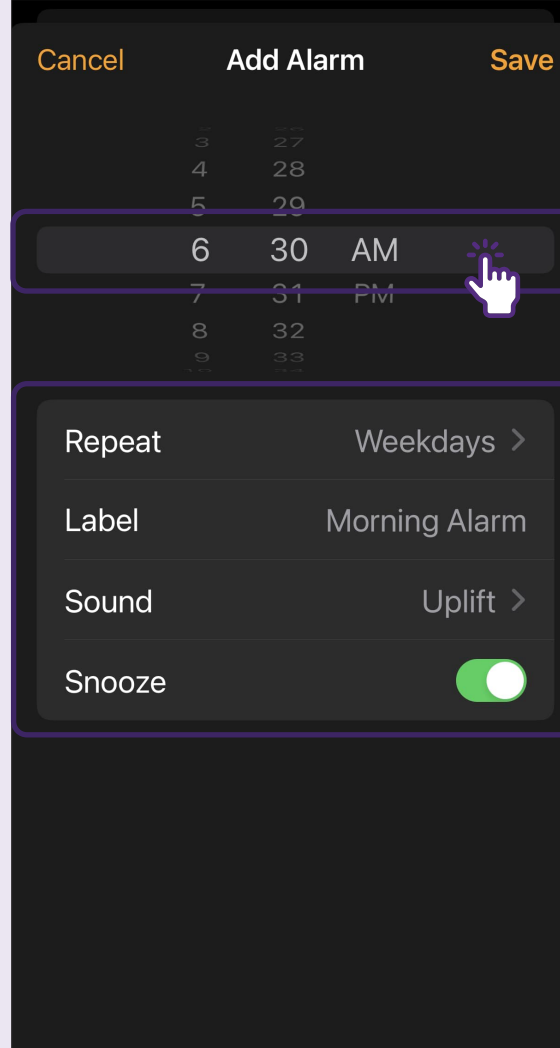 Cancel Add Alarm Save
3 27
4 28
5 29
6 30 AM
7 31 PM
8 32
9 33
Repeat Weekdays
Label Morning Alarm
Sound Uplift
Snooze